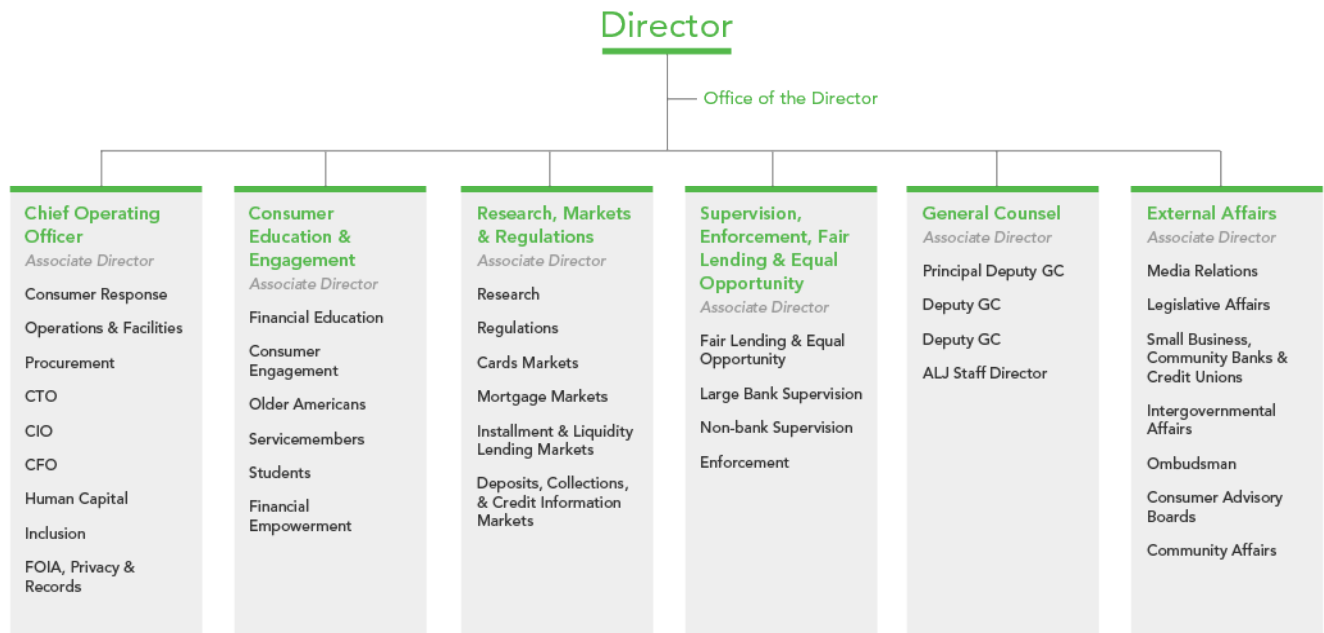 Director
Office of the Director
Chief Operating
Officer
Associate Director
Consumer Response
Operations & Facilities
Procurement
CTO
CIO
CFO
Human Capital
Inclusion
FOIA, Privacy &
Records
Consumer
Education &
Engagement
Associate Director
Financial Education
Consumer
Engagement
Older Americans
Servicemembers
Students
Financial
Empowerment
Research, Markets
& Regulations
Associate Director
Research
Regulations
Cards Markets
Mortgage Markets
Installment & Liquidity
Lending Markets
Deposits, Collections,
& Credit Information
Markets
Supervision,
Enforcement, Fair
Lending & Equal
Opportunity
Associate Director
Fair Lending & Equal
Opportunity
Large Bank Supervision
Non-bank Supervision
Enforcement
General Counsel
Associate Director
Principal Deputy GC
Deputy GC
Deputy GC
ALJ Staff Director
External Affairs
Associate Director
Media Relations
Legislative Affairs
Small Business,
Community Banks &
Credit Unions
Intergovernmental
Affairs
Ombudsman
Consumer Advisory
Boards
Community Affairs